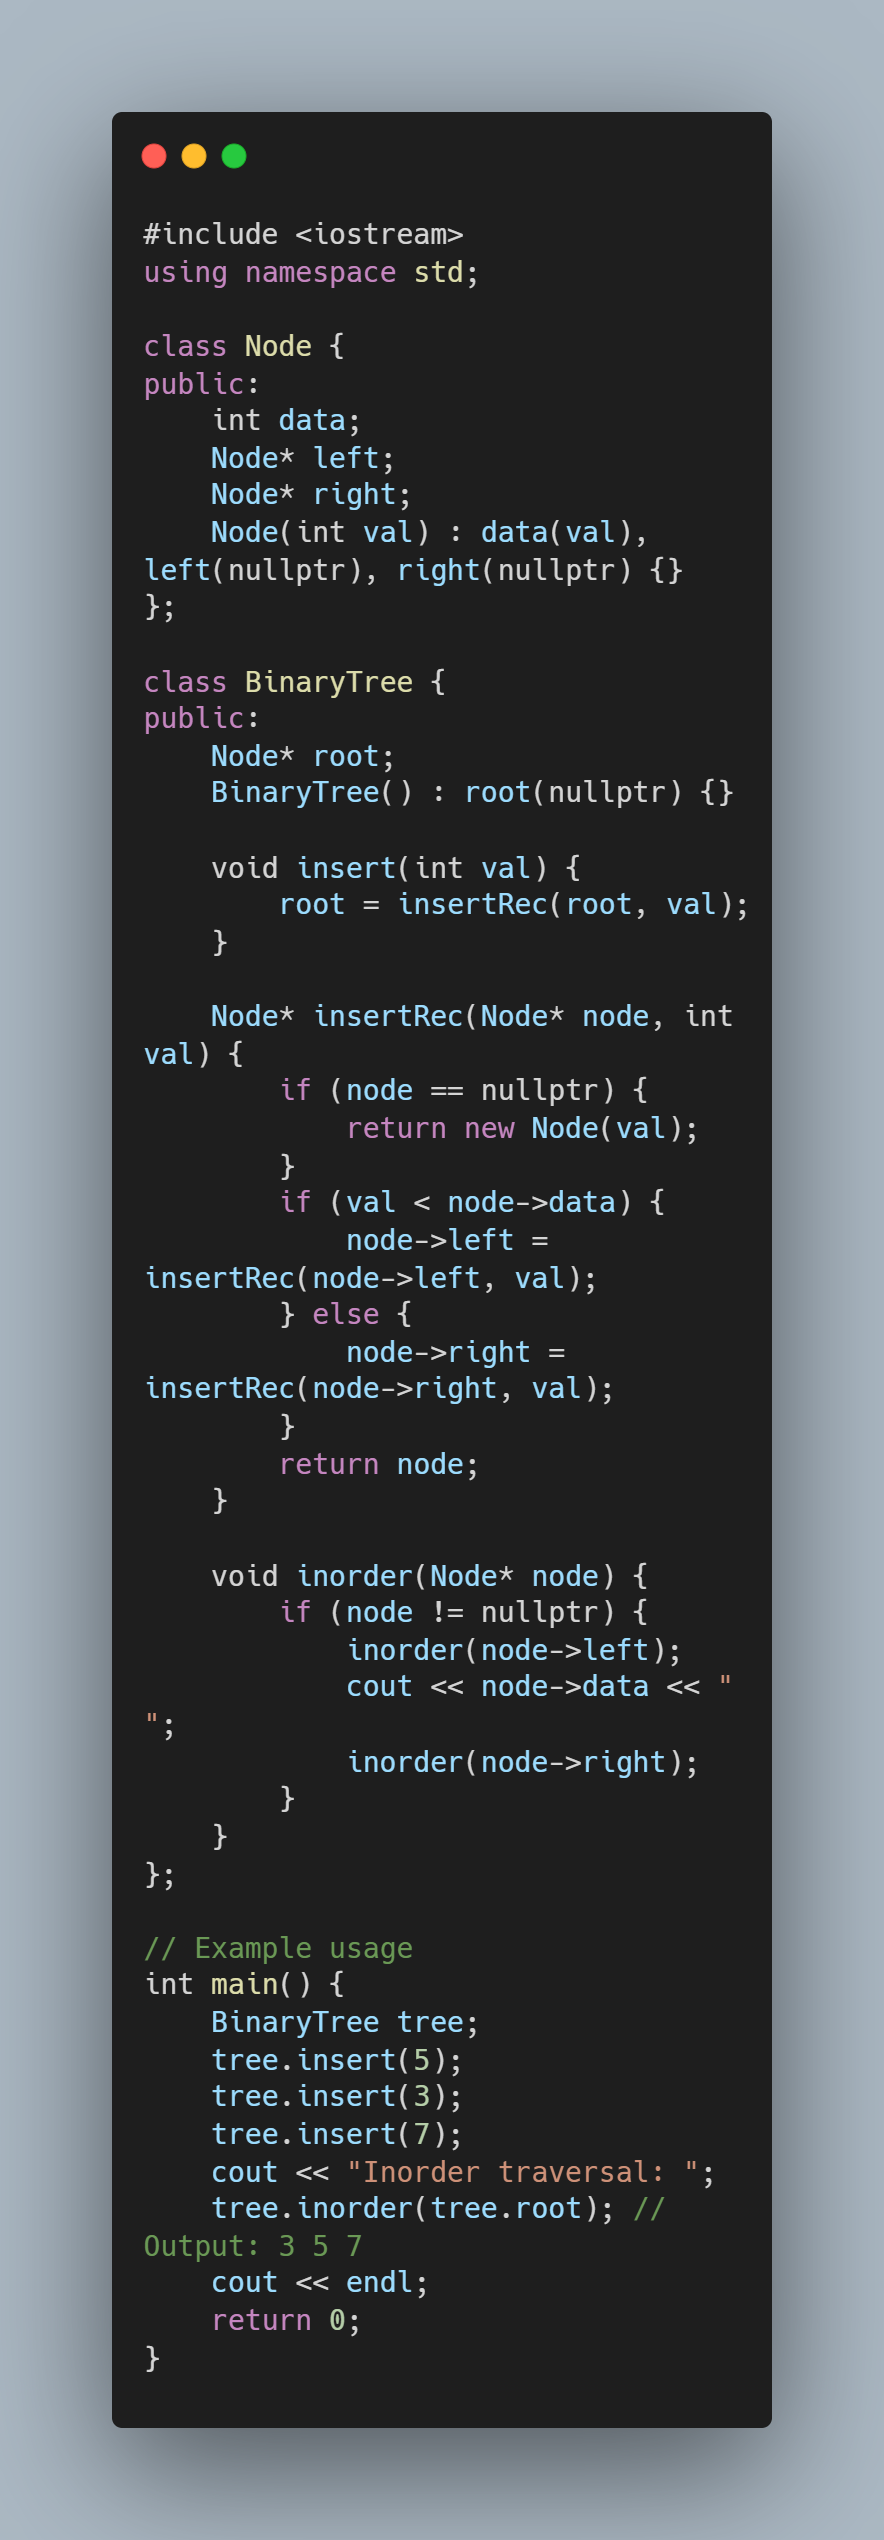 #include <iostream>
using namespace std;

class Node {
public:
    int data;
    Node* left;
    Node* right;
    Node(int val) : data(val),
left(nullptr), right(nullptr) {}
};

class BinaryTree {
public:
    Node* root;
    BinaryTree() : root(nullptr) {}

    void insert(int val) {
        root = insertRec(root, val);
    }

    Node* insertRec(Node* node, int
val) {
        if (node == nullptr) {
            return new Node(val);
        }
        if (val < node->data) {
            node->left =
insertRec(node->left, val);
        } else {
            node->right =
insertRec(node->right, val);
        }
        return node;
    }

    void inorder(Node* node) {
        if (node != nullptr) {
            inorder(node->left);
            cout << node->data << "
";
            inorder(node->right);
        }
    }
};

// Example usage
int main() {
    BinaryTree tree;
    tree.insert(5);
    tree.insert(3);
    tree.insert(7);
    cout << "Inorder traversal: ";
    tree.inorder(tree.root); //
Output: 3 5 7
    cout << endl;
    return 0;
}